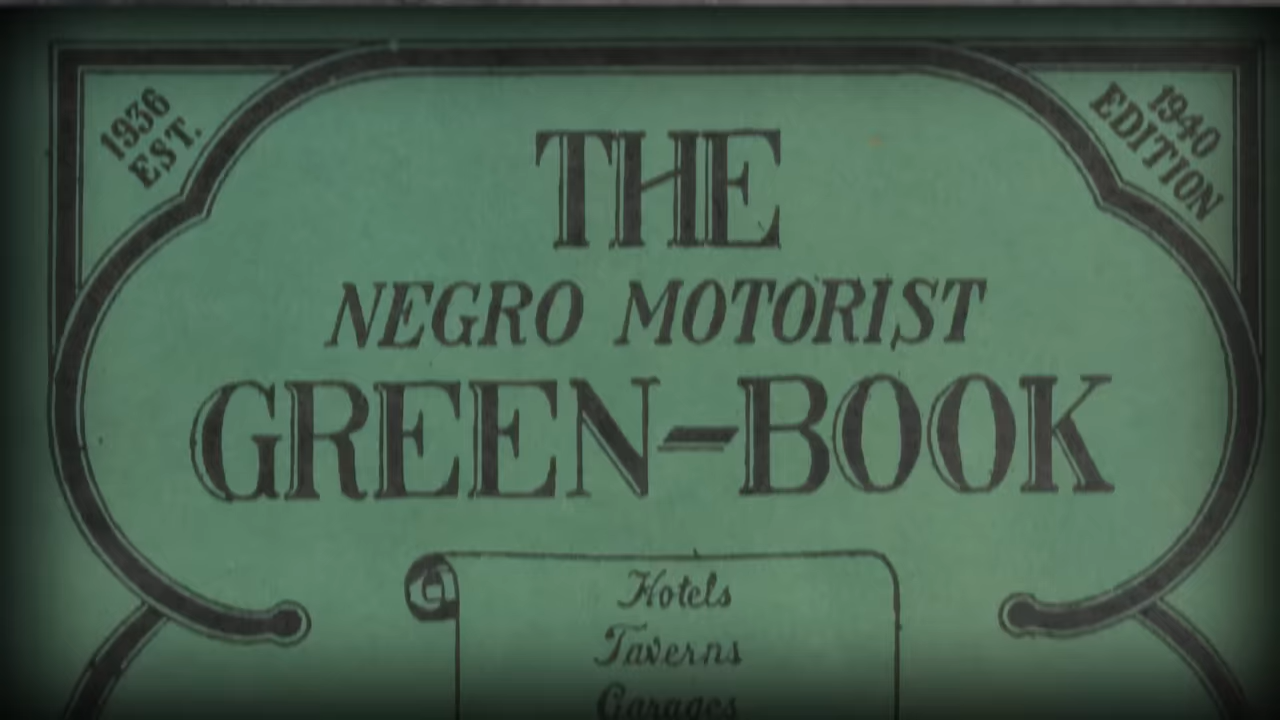 1936
EST.
1940
EDITION
THE
NEGRO MOTORIST
GREEN-BOOK
Hotels
Taverns
Garages